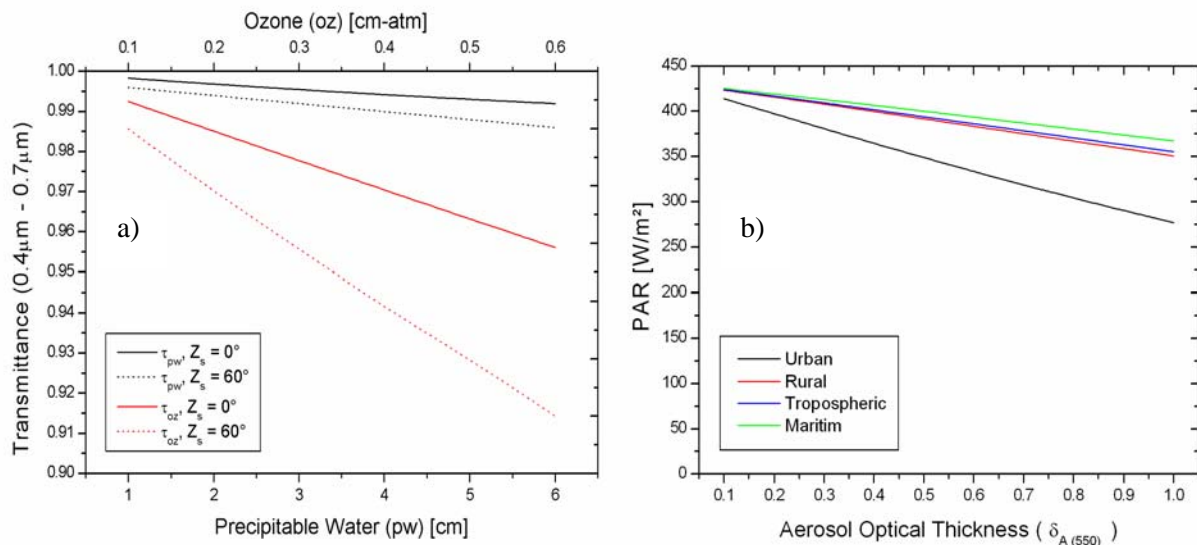 Ozone (oz) [cm-atm]
0.1 0.2 0.3 0.4 0.5 0.6
Transmittance (0.4μm - 0.7μm)
1.00
0.99
0.98
0.97
0.96
0.95
0.94
0.93
0.92
0.91
0.90
a)
τpw, Zs = 0°
τpw, Zs = 60°
τoz, Zs = 0°
τoz, Zs = 60°
1 2 3 4 5 6
Precipitable Water (pw) [cm]
PAR [W/m²]
450
425
400
350
300
250
200
150
100
50
0
b)
Urban
Rural
Tropospheric
Maritim
0.1 0.2 0.3 0.4 0.5 0.6 0.7 0.8 0.9 1.0
Aerosol Optical Thickness ( δA (550) )